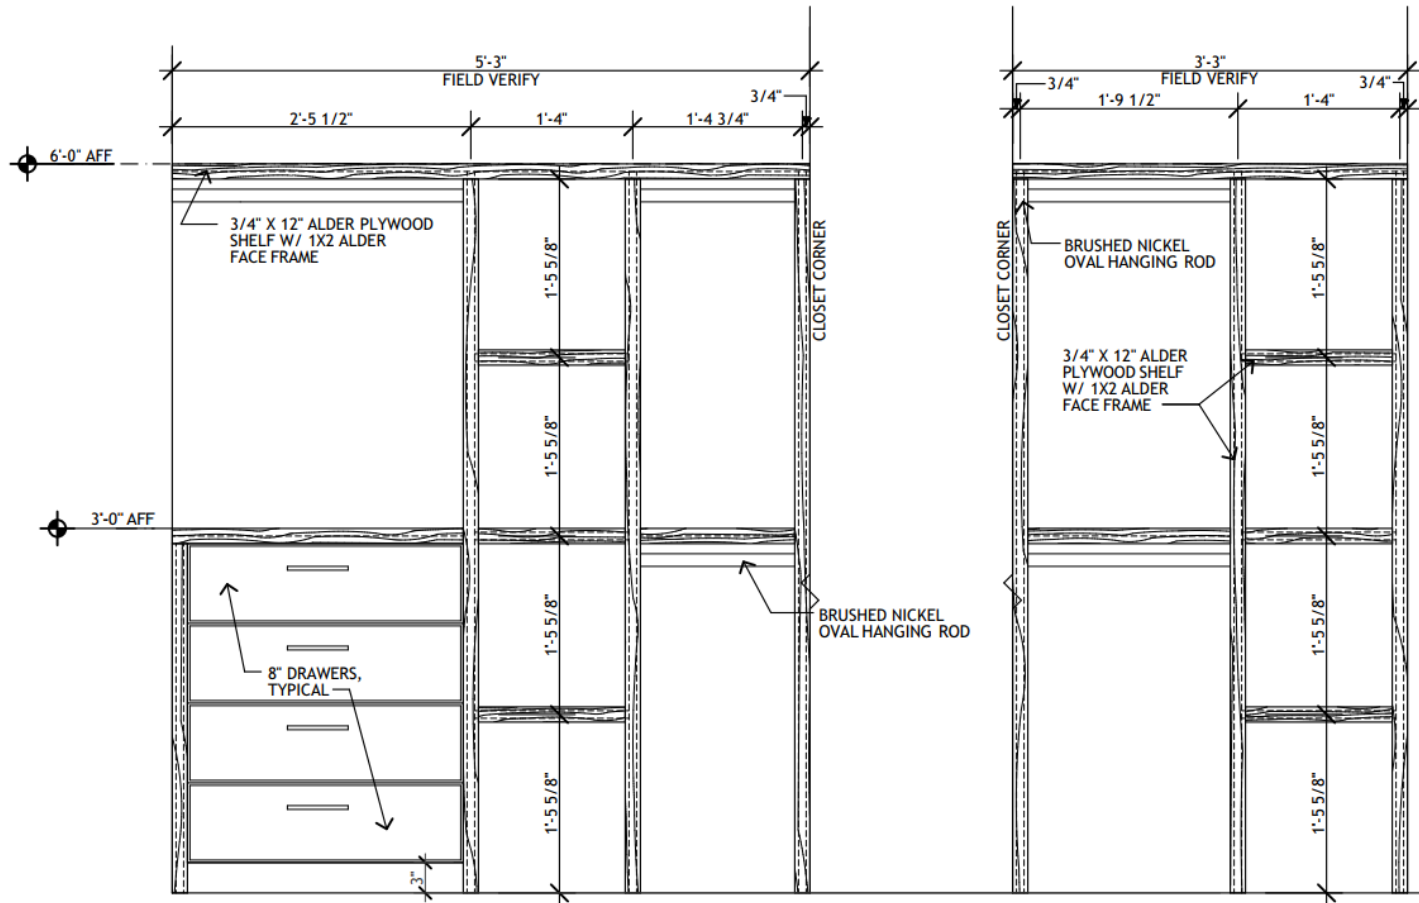 5'-3"
FIELD VERIFY
3/4"
2'-5 1/2"
1'-4"
1'-4 3/4"
6'-0" AFF
3/4" X 12" ALDER PLYWOOD
SHELF W/ 1X2 ALDER
FACE FRAME
1'-5 5/8"
CLOSET CORNER
1'-5 5/8"
3'-0" AFF
1'-5 5/8"
BRUSHED NICKEL
OVAL HANGING ROD
8" DRAWERS,
TYPICAL
1'-5 5/8"
3"
3'-3"
FIELD VERIFY
3/4"
3/4"
1'-9 1/2"
1'-4"
CLOSET CORNER
BRUSHED NICKEL
OVAL HANGING ROD
1'-5 5/8"
3/4" X 12" ALDER
PLYWOOD SHELF
W/ 1X2 ALDER
FACE FRAME
1'-5 5/8"
1'-5 5/8"
1'-5 5/8"